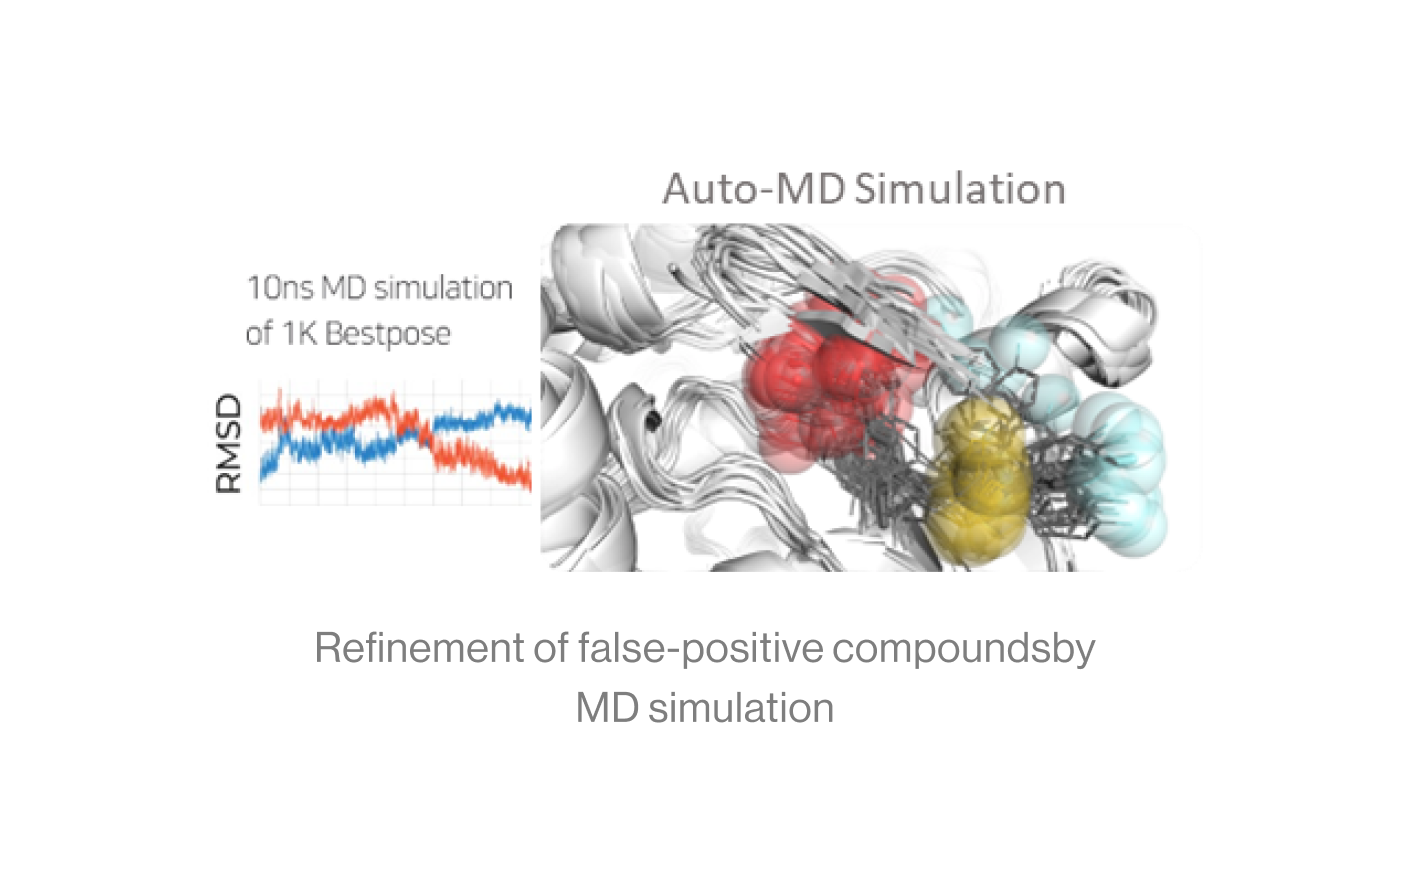 Auto-MD Simulation
10ns MD simulation
of 1K Bestpose
RMSD
Refinement of false-positive compoundsby
MD simulation